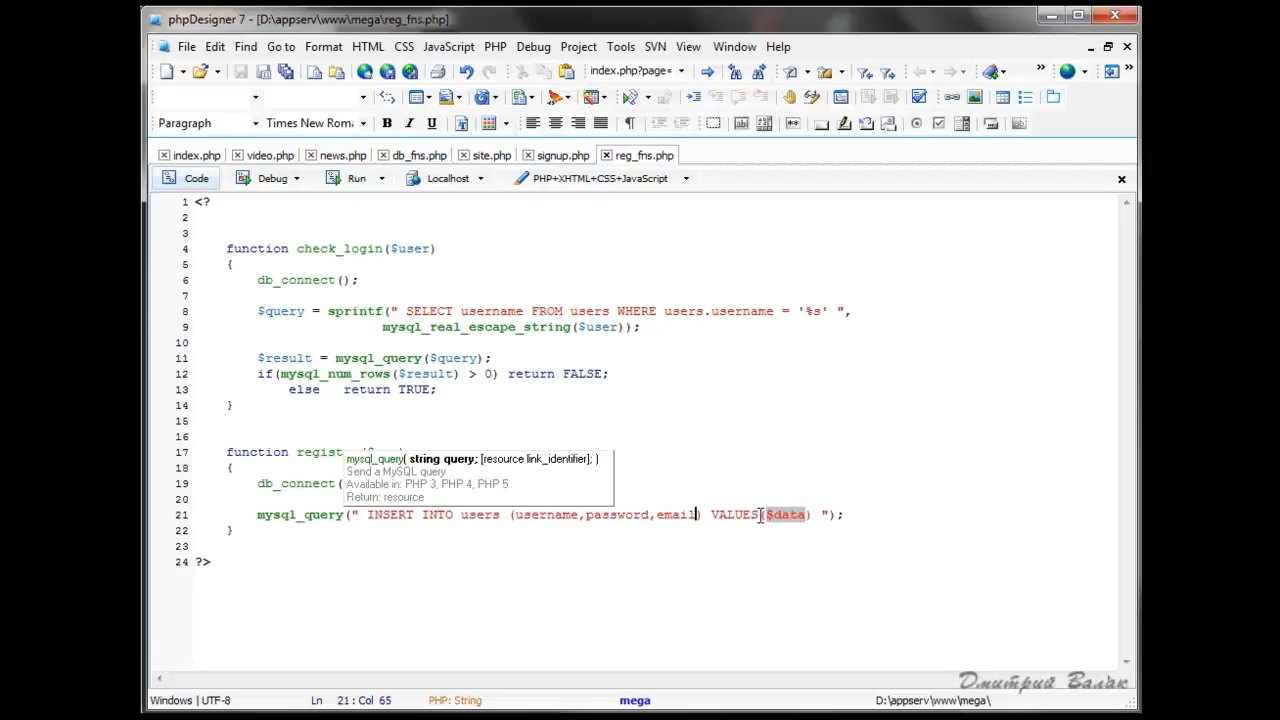 phpDesigner 7 - [D:\appserv\www\mega\reg_fns.php]
File Edit Find Go to Format HTML CSS JavaScript PHP Debug Project Tools SVN View Window Help
index.php?page=
Paragraph Times New Roma B I U
index.php video.php news.php db_fns.php site.php signup.php reg_fns.php
Code Debug Run Localhost PHP+XHTML+CSS+JavaScript
1 <?
2
3
4 function check_login($user)
5 {
6 db_connect();
7
8 $query = sprintf(" SELECT username FROM users WHERE users.username = '%s' ",
9 mysql_real_escape_string($user));
10
11 $result = mysql_query($query);
12 if(mysql_num_rows($result) > 0) return FALSE;
13 else return TRUE;
14 }
15
16
17 function regist
mysql_query( string query; [resource link_identifier]; )
18 {
Send a MySQL query
19 db_connect(
Available in: PHP 3, PHP 4, PHP 5
20
Return: resource
21 mysql_query(" INSERT INTO users (username,password,email) VALUES($data) ");
22 }
23
24 ?>
Дмитрий Валак
Windows | UTF-8 Ln 21 : Col 65 PHP: String mega D:\appserv\www\mega\